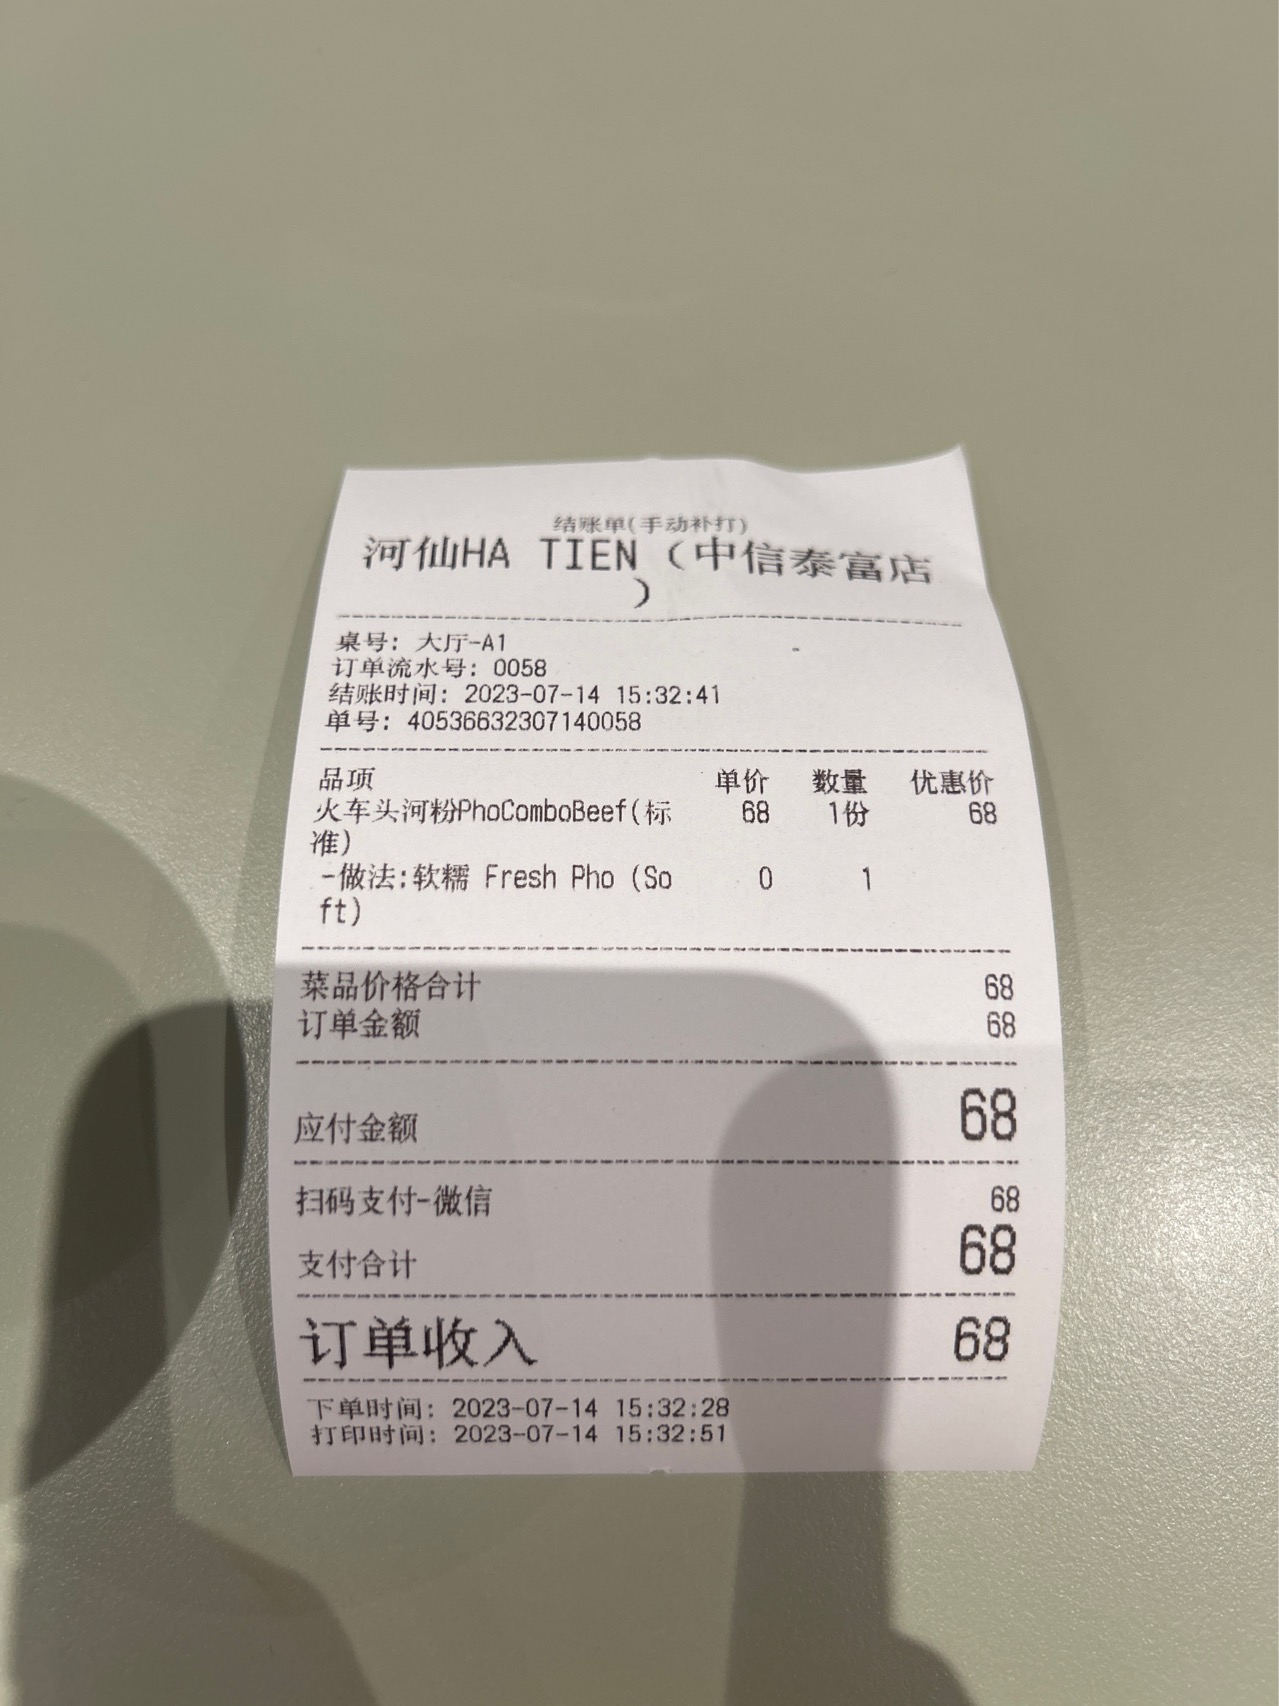 结账单(手动补打)
河仙HA TIEN（中信泰富店
）
桌号: 大厅-A1
订单流水号: 0058
结账时间: 2023-07-14 15:32:41
单号: 40536632307140058
品项 单价 数量 优惠价
火车头河粉PhoComboBeef(标 68 1份 68
准)
-做法:软糯 Fresh Pho (So 0 1
ft)
菜品价格合计 68
订单金额 68
应付金额 68
扫码支付-微信 68
支付合计 68
订单收入 68
下单时间: 2023-07-14 15:32:28
打印时间: 2023-07-14 15:32:51